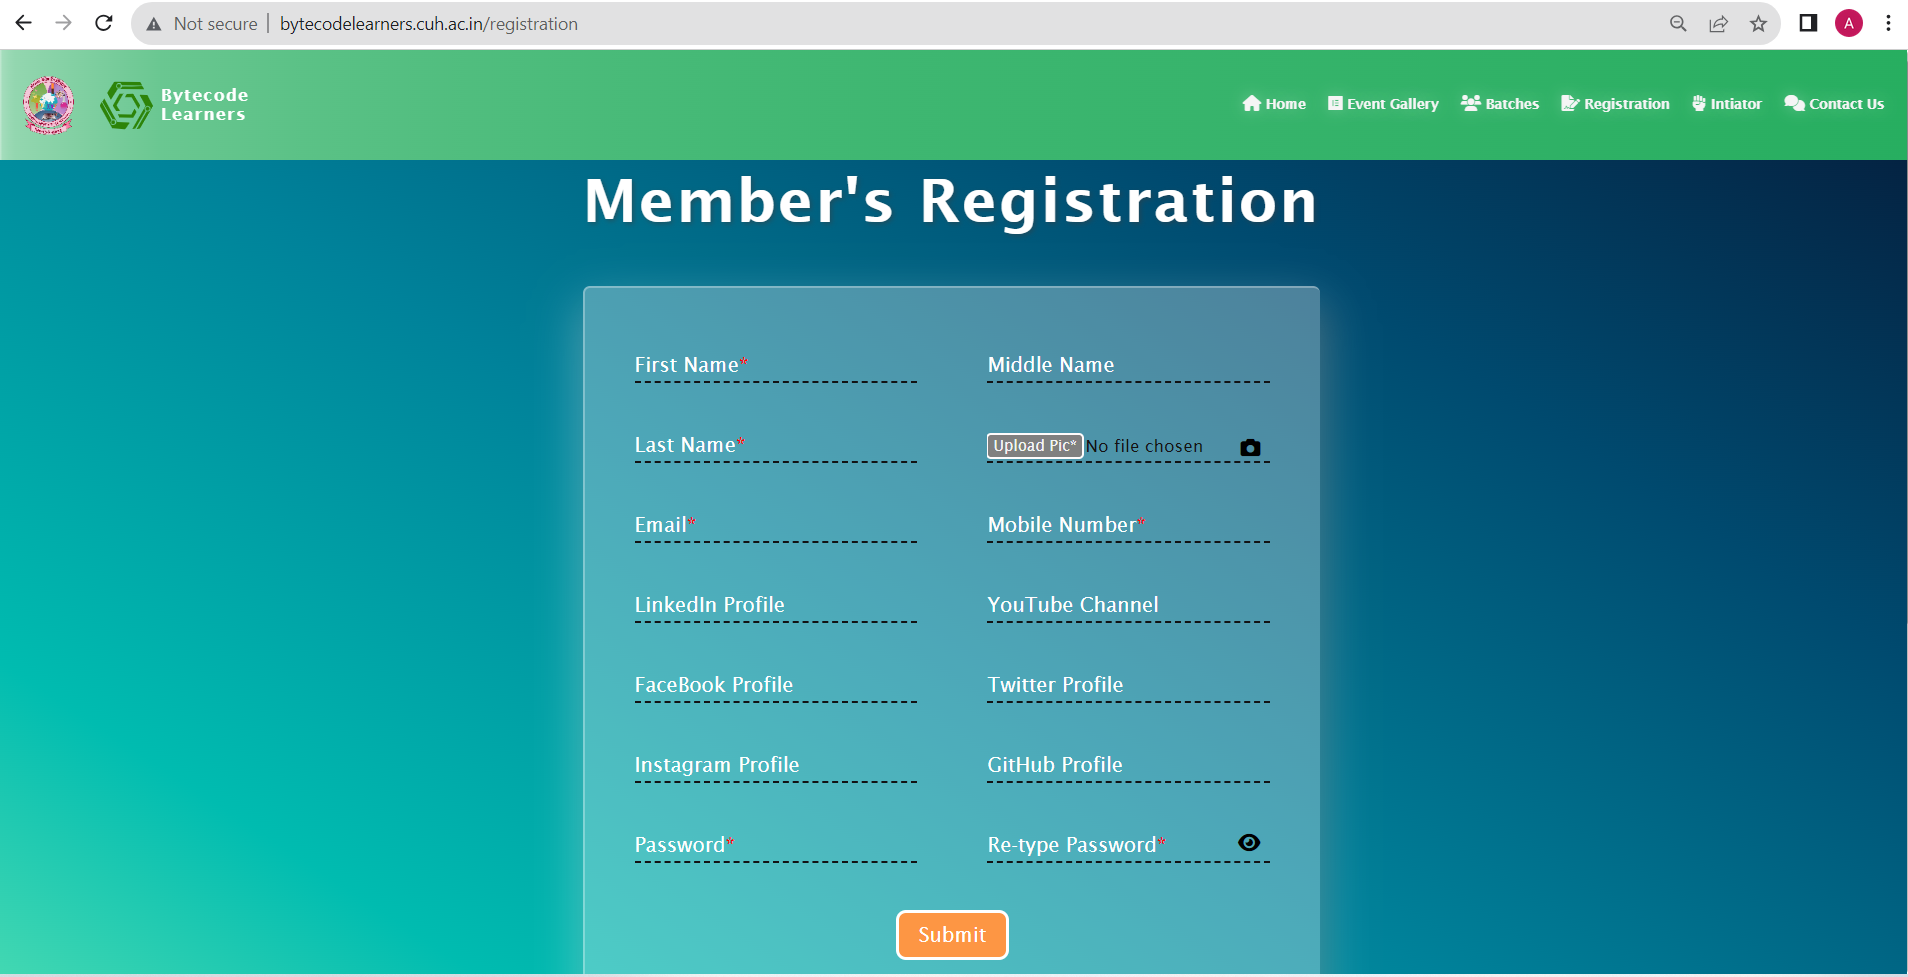 Not secure | bytecodelearners.cuh.ac.in/registration A
Bytecode
Learners
Home Event Gallery Batches Registration Intiator Contact Us
Member's Registration
First Name* Middle Name
Last Name* Upload Pic* No file chosen
Email* Mobile Number*
LinkedIn Profile YouTube Channel
FaceBook Profile Twitter Profile
Instagram Profile GitHub Profile
Password* Re-type Password*
Submit